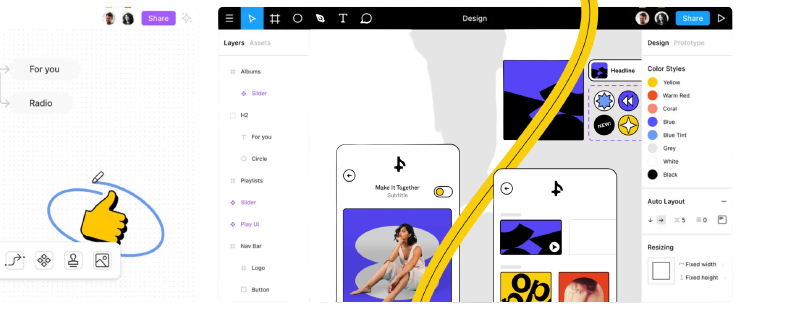 Share
For you
Radio
Design
Share
Layers Assets
Albums
Slider
H2
For you
Circle
Playlists
Slider
Play UI
Nav Bar
Logo
Button
Make It Together
Subtitle
Headline
NEW!
Design Prototype
Color Styles
Yellow
Warm Red
Coral
Blue
Blue Tint
Grey
White
Black
Auto Layout
5 0
Resizing
Fixed width
Fixed height